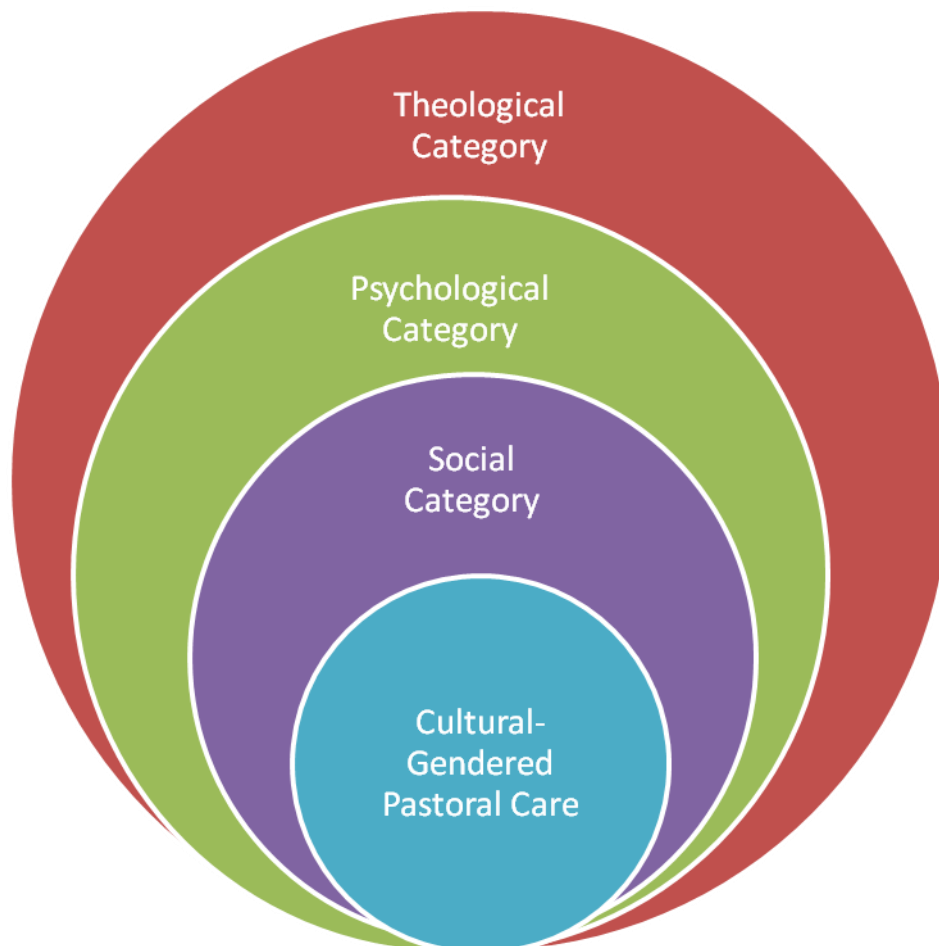 Theological
Category
Psychological
Category
Social
Category
Cultural-
Gendered
Pastoral Care